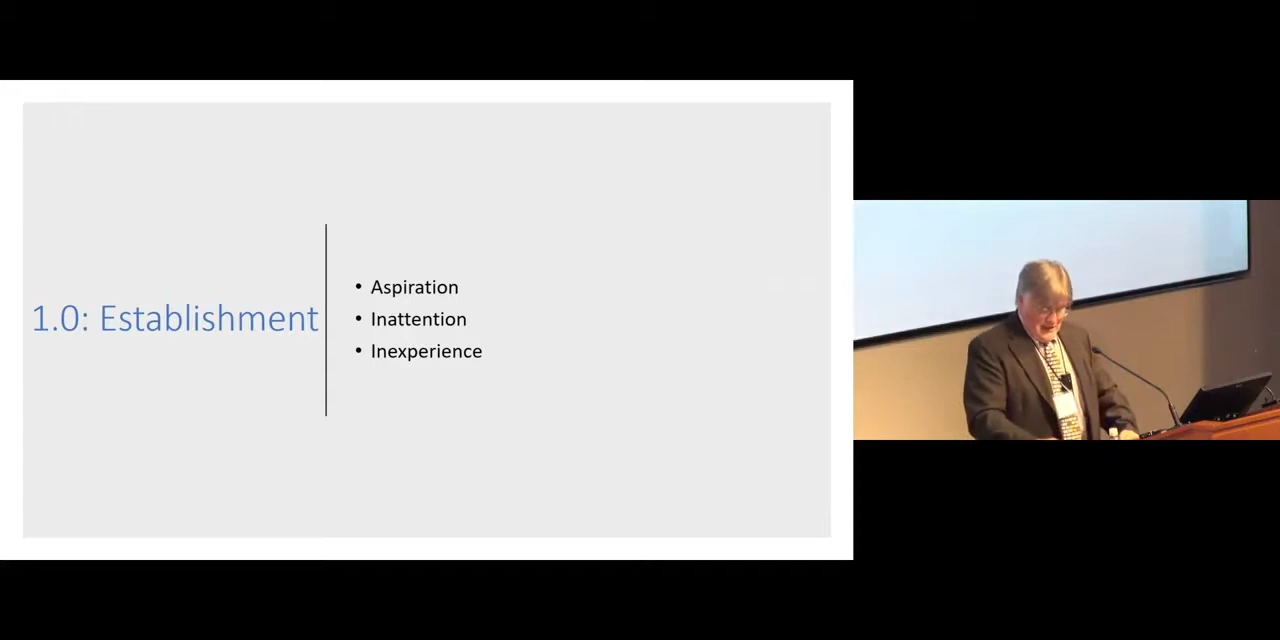 1.0: Establishment
• Aspiration
• Inattention
• Inexperience